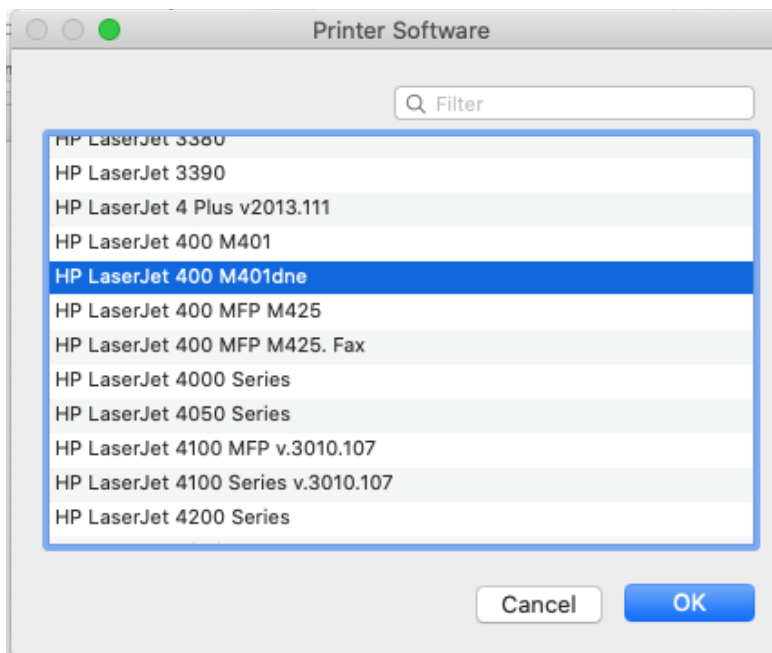 Printer Software
Filter
HP LaserJet 3380
HP LaserJet 3390
HP LaserJet 4 Plus v2013.111
HP LaserJet 400 M401
HP LaserJet 400 M401dne
HP LaserJet 400 MFP M425
HP LaserJet 400 MFP M425. Fax
HP LaserJet 4000 Series
HP LaserJet 4050 Series
HP LaserJet 4100 MFP v.3010.107
HP LaserJet 4100 Series v.3010.107
HP LaserJet 4200 Series
Cancel
OK